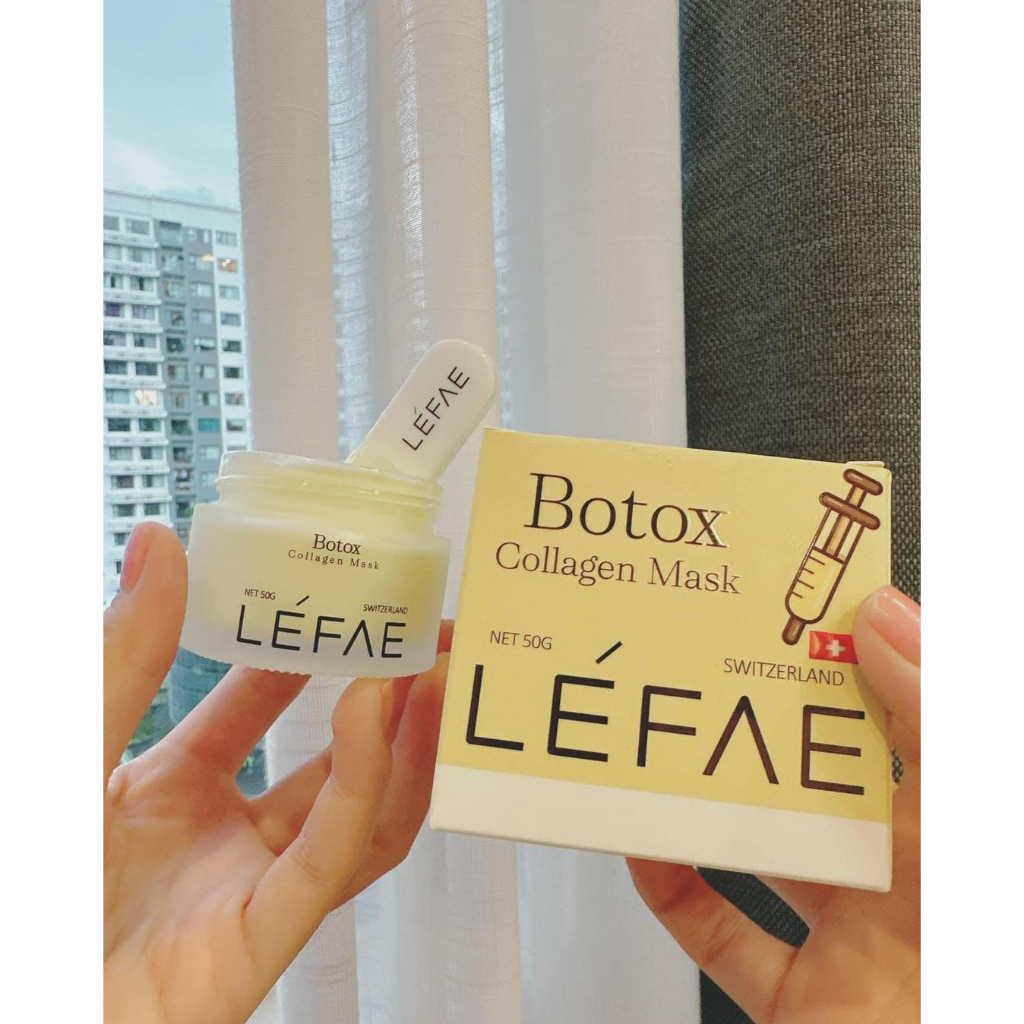 LÉFAE
Botox
Collagen Mask
NET 50G
SWITZERLAND
LÉFAE
Botox
Collagen Mask
NET 50G
SWITZERLAND
LÉFAE